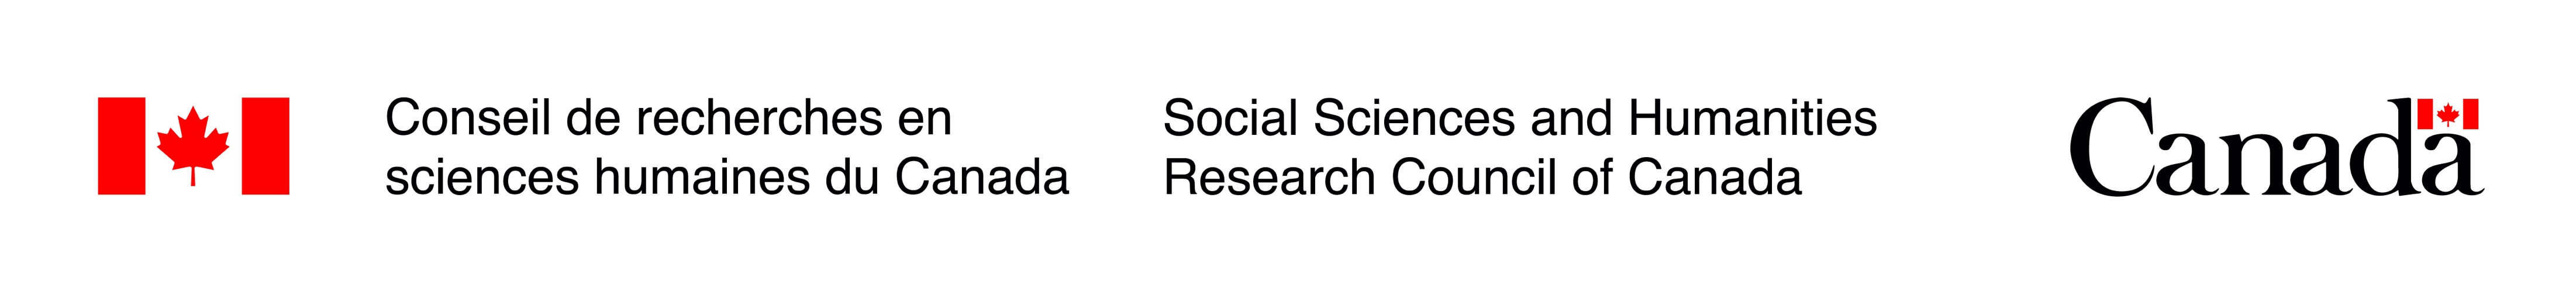 Conseil de recherches en
sciences humaines du Canada
Social Sciences and Humanities
Research Council of Canada
Canada